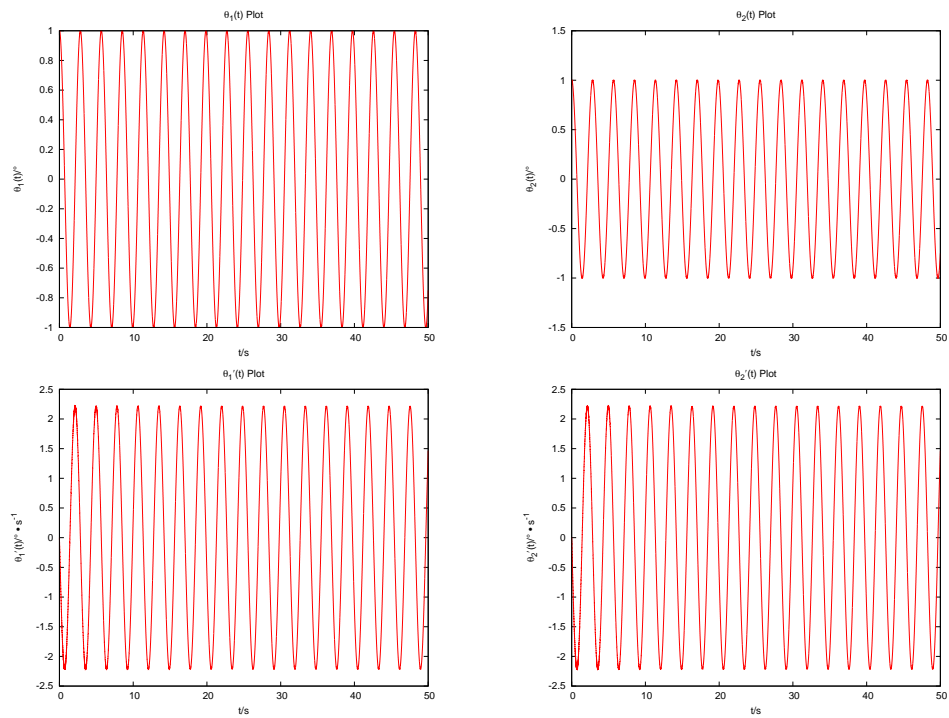 θ1(t) Plot
1
0.8
0.6
0.4
0.2
0
-0.2
-0.4
-0.6
-0.8
-1
θ1(t)/°
0 10 20 30 40 50
t/s
θ2(t) Plot
1.5
1
0.5
0
-0.5
-1
-1.5
θ2(t)/°
0 10 20 30 40 50
t/s
θ1′(t) Plot
2.5
2
1.5
1
0.5
0
-0.5
-1
-1.5
-2
-2.5
θ1′(t)/° • s-1
0 10 20 30 40 50
t/s
θ2′(t) Plot
2.5
2
1.5
1
0.5
0
-0.5
-1
-1.5
-2
-2.5
θ2′(t)/° • s-1
0 10 20 30 40 50
t/s